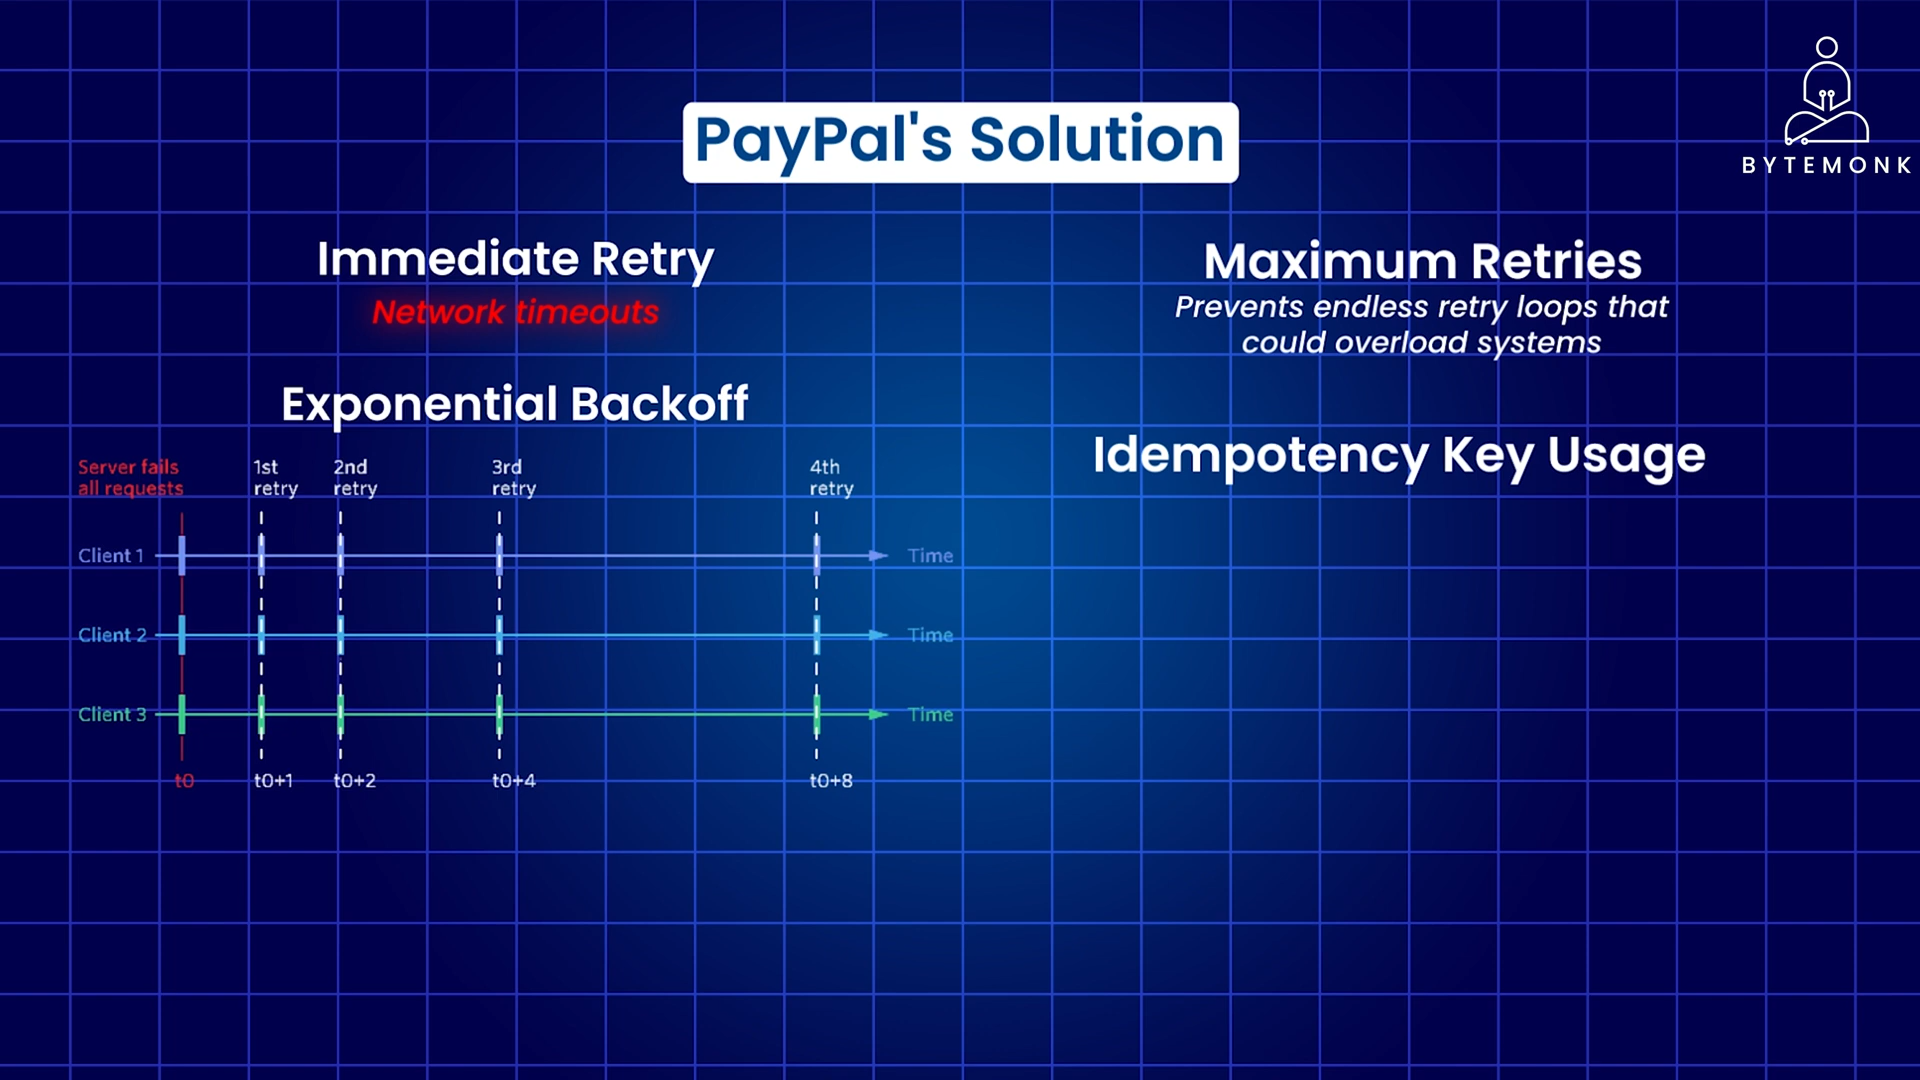 PayPal's Solution
BYTEMONK
Immediate Retry
Network timeouts
Maximum Retries
Prevents endless retry loops that
could overload systems
Exponential Backoff
Idempotency Key Usage
Server fails
all requests
1st
retry
2nd
retry
3rd
retry
4th
retry
Client 1
Time
Client 2
Time
Client 3
Time
t0
t0+1
t0+2
t0+4
t0+8